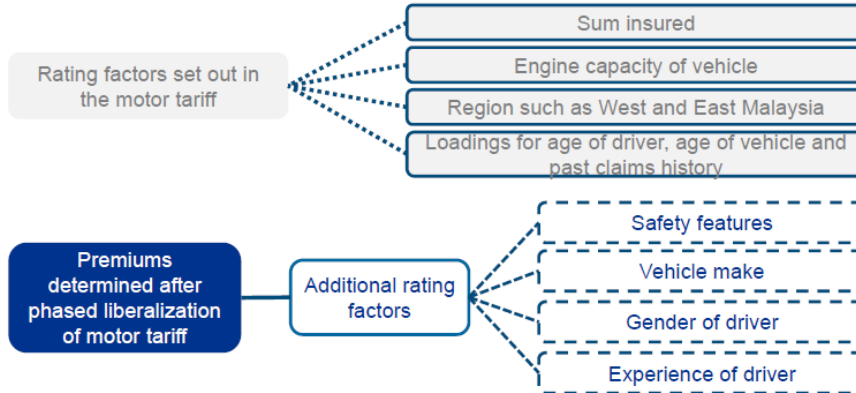 Sum insured
Rating factors set out in
the motor tariff
Engine capacity of vehicle
Region such as West and East Malaysia
Loadings for age of driver, age of vehicle and
past claims history
Premiums
determined after
phased liberalization
of motor tariff
Additional rating
factors
Safety features
Vehicle make
Gender of driver
Experience of driver